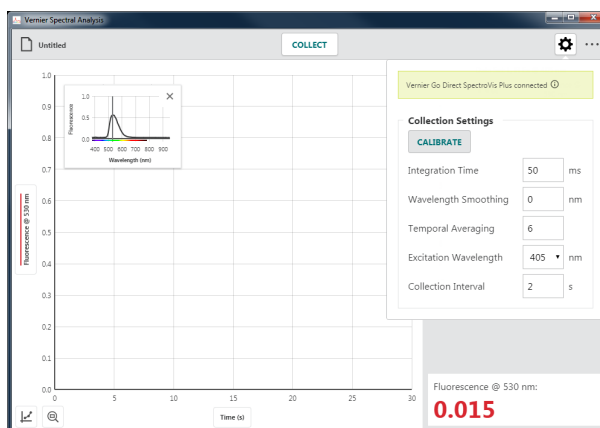 Vernier Spectral Analysis
Untitled
COLLECT
Vernier Go Direct SpectroVis Plus connected
Collection Settings
CALIBRATE
Integration Time 50 ms
Wavelength Smoothing 0 nm
Temporal Averaging 6
Excitation Wavelength 405 nm
Collection Interval 2 s
Fluorescence @ 530 nm:
0.015
1.0
0.9
0.8
0.7
0.6
0.5
0.4
0.3
0.2
0.1
0.0
Fluorescence @ 530 nm
0 5 10 15 20 25 30
Time (s)
1.0
0.5
0.0
Fluorescence
400 500 600 700 800 900
Wavelength (nm)